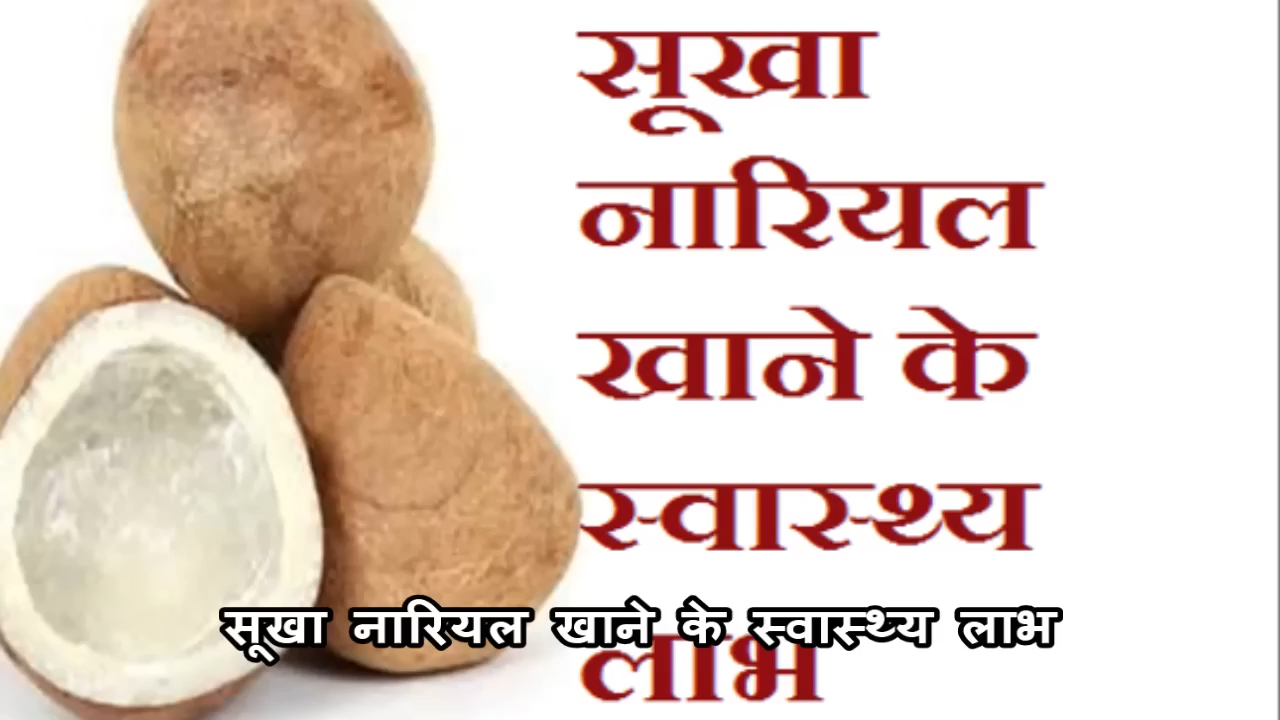 सूखा
नारियल
खाने के
स्वास्थ्य
लाभ
सूखा नारियल खाने के स्वास्थ्य लाभ